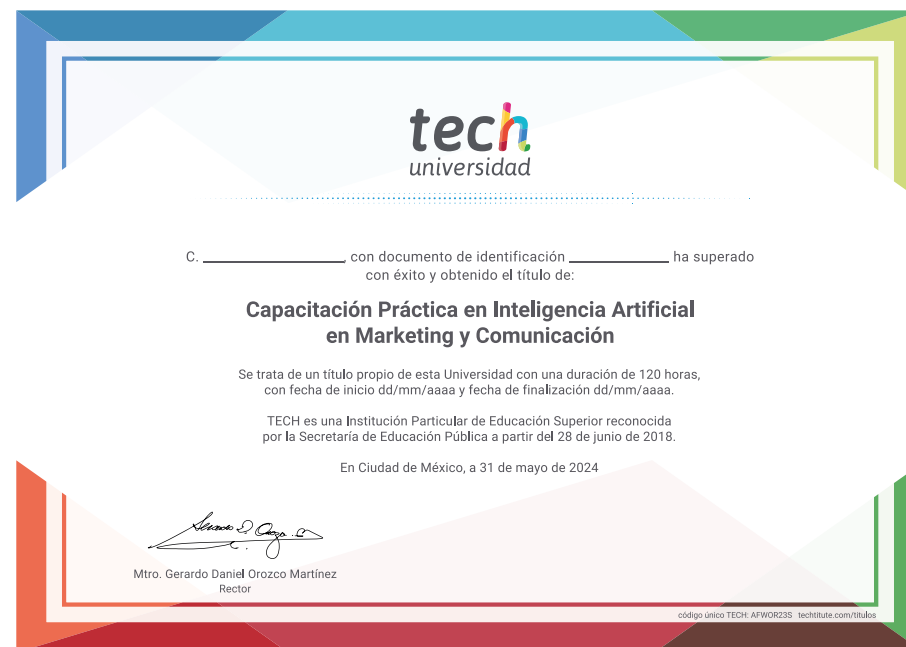 tech
universidad
C. ____________________, con documento de identificación ______________ ha superado
con éxito y obtenido el título de:
Capacitación Práctica en Inteligencia Artificial
en Marketing y Comunicación
Se trata de un título propio de esta Universidad con una duración de 120 horas,
con fecha de inicio dd/mm/aaaa y fecha de finalización dd/mm/aaaa.
TECH es una Institución Particular de Educación Superior reconocida
por la Secretaría de Educación Pública a partir del 28 de junio de 2018.
En Ciudad de México, a 31 de mayo de 2024
Mtro. Gerardo Daniel Orozco Martínez
Rector
código único TECH: AFWOR23S techtitute.com/titulos